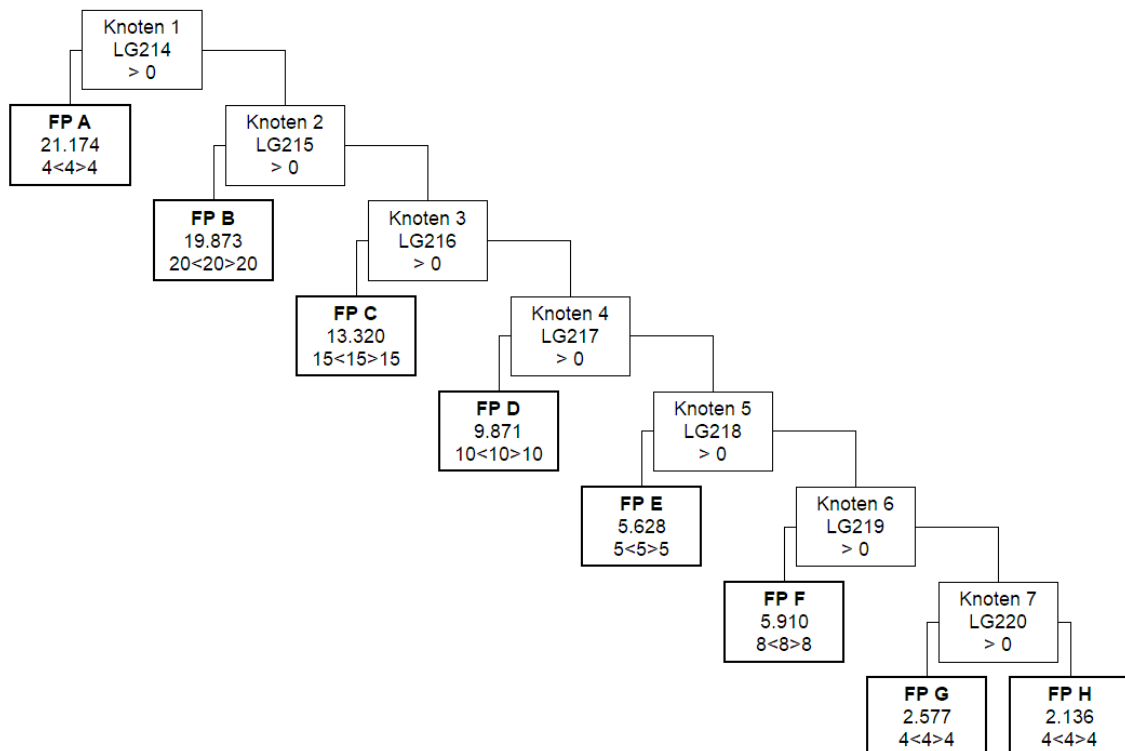 Knoten 1
LG214
> 0
FP A
21.174
4<4>4
Knoten 2
LG215
> 0
FP B
19.873
20<20>20
Knoten 3
LG216
> 0
FP C
13.320
15<15>15
Knoten 4
LG217
> 0
FP D
9.871
10<10>10
Knoten 5
LG218
> 0
FP E
5.628
5<5>5
Knoten 6
LG219
> 0
FP F
5.910
8<8>8
Knoten 7
LG220
> 0
FP G
2.577
4<4>4
FP H
2.136
4<4>4